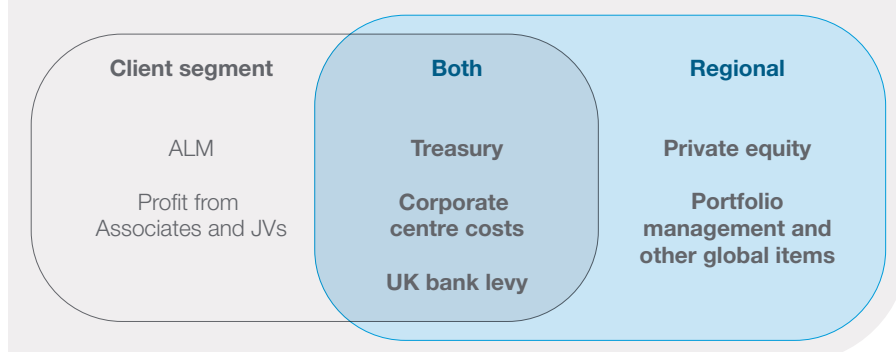 Client segment
ALM
Profit from
Associates and JVs
Both
Treasury
Corporate
centre costs
UK bank levy
Regional
Private equity
Portfolio
management and
other global items